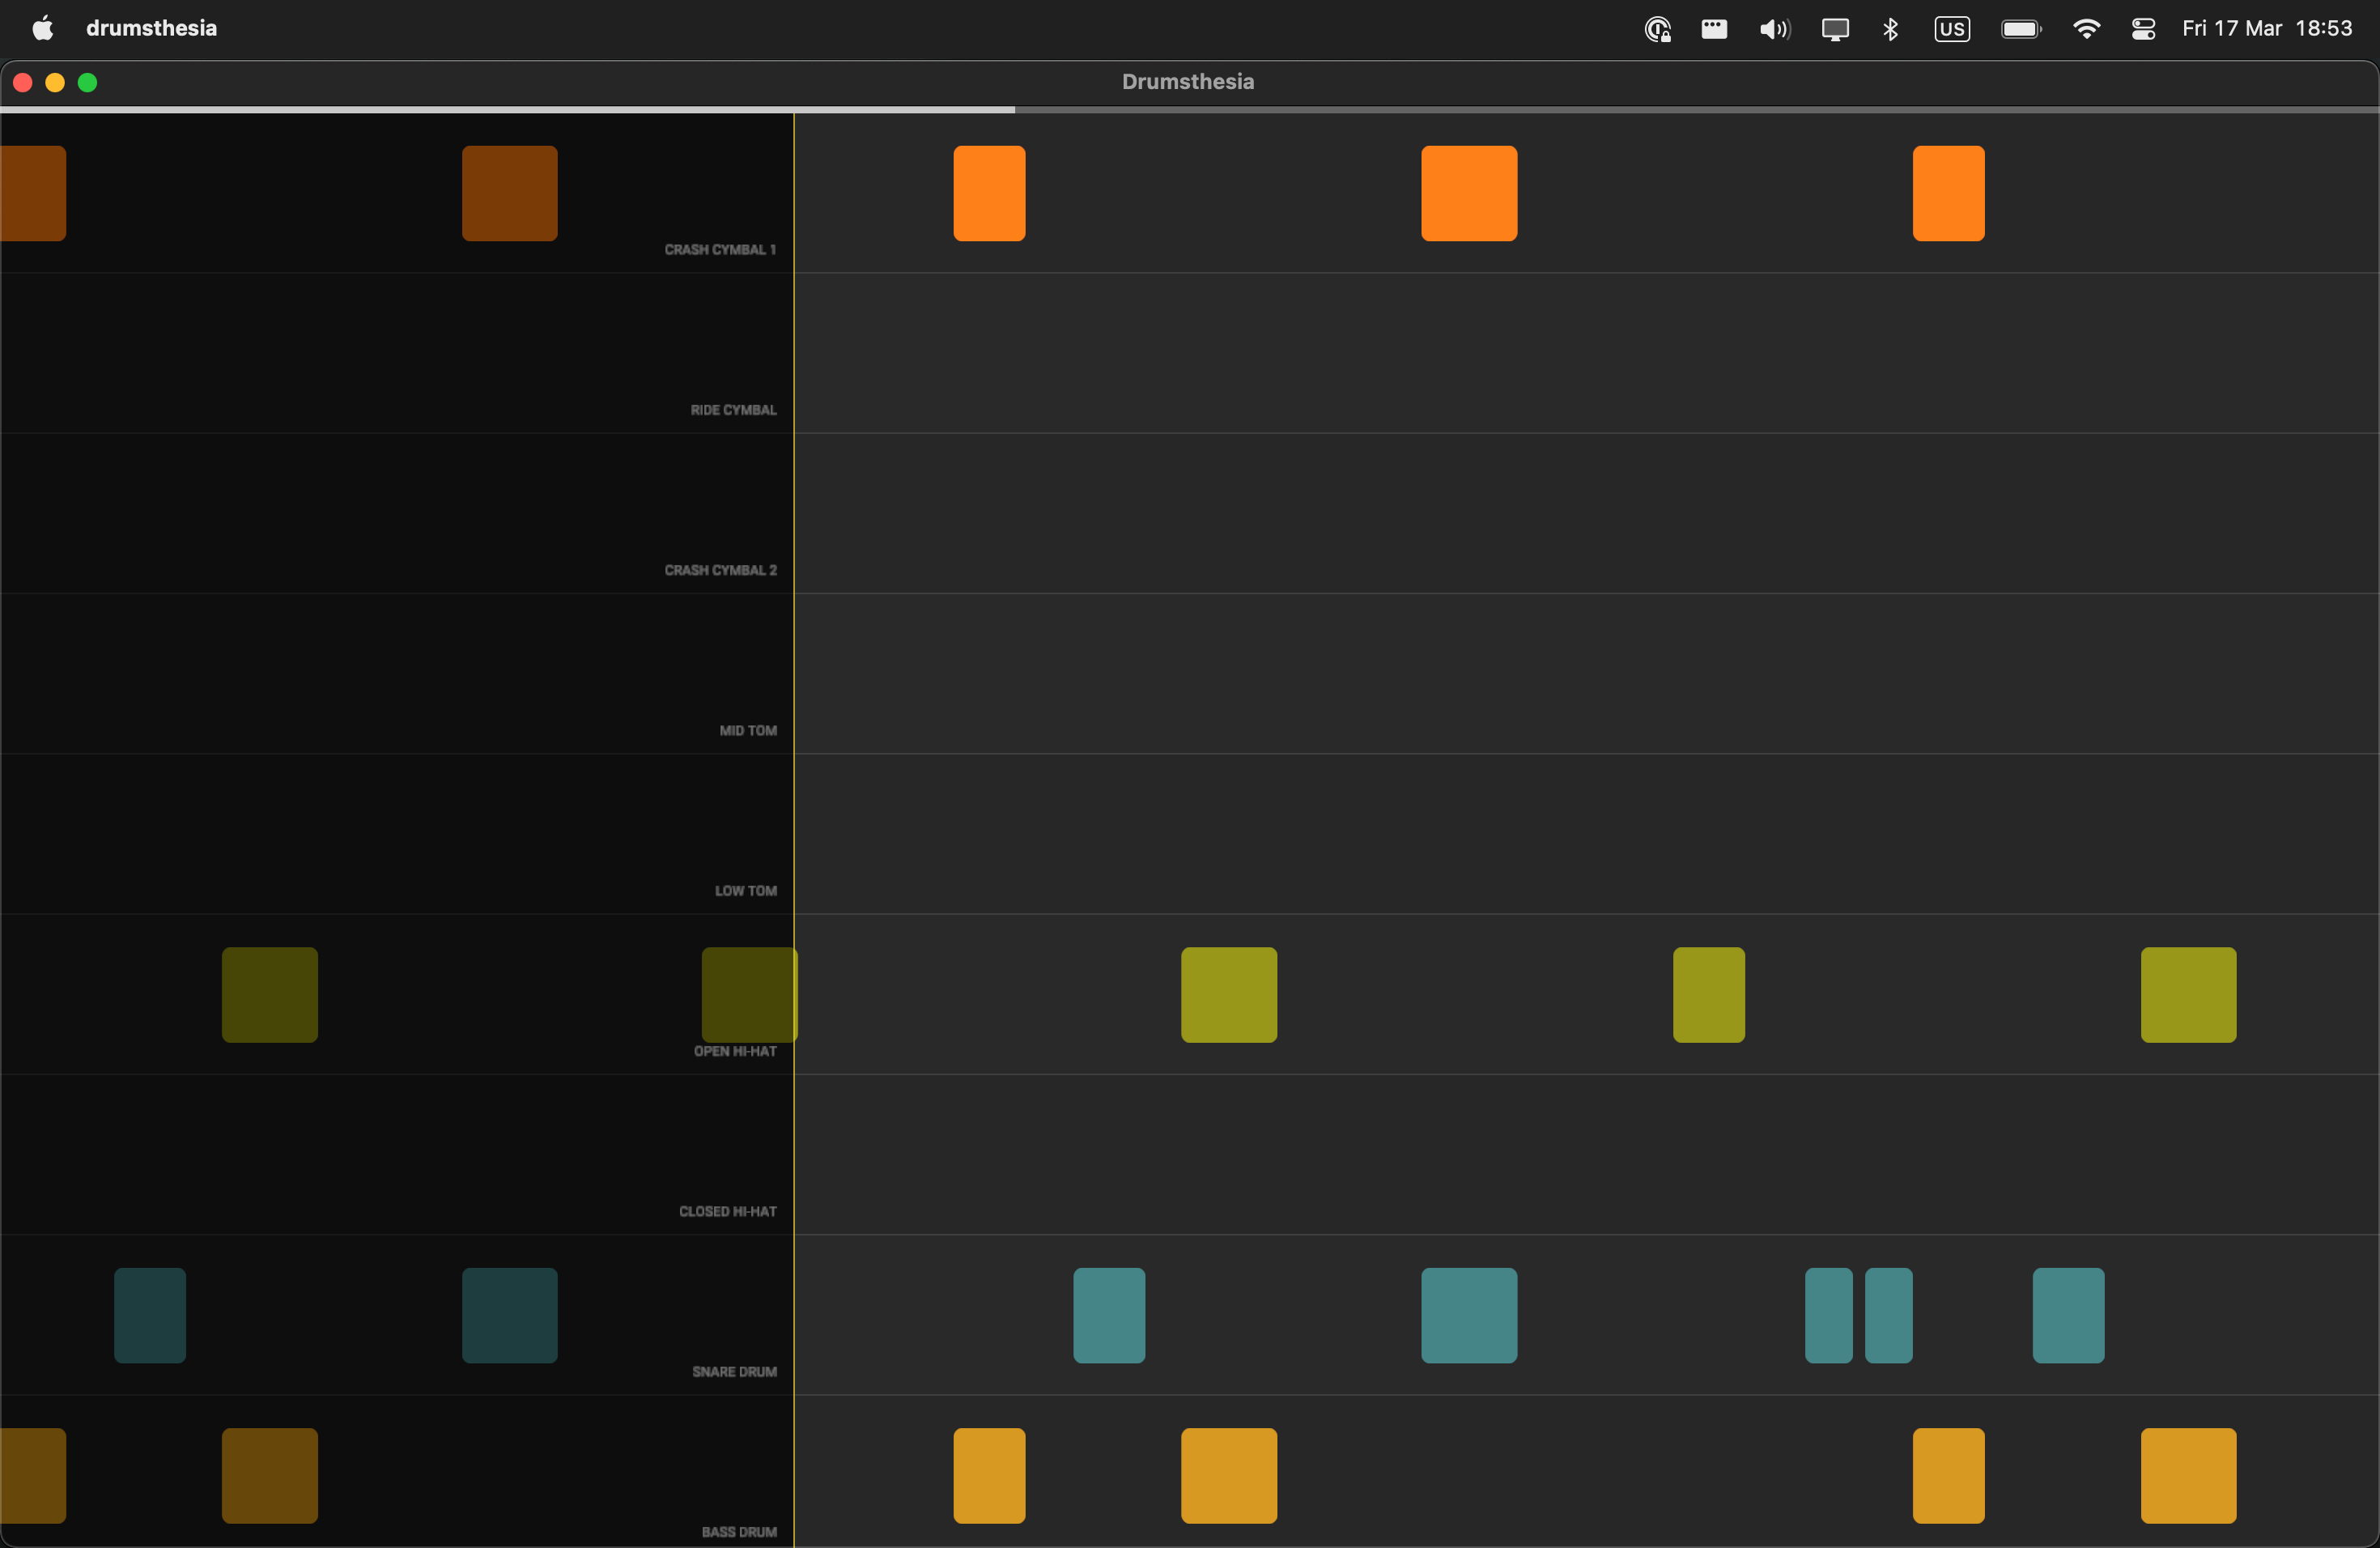 drumsthesia
US
Fri 17 Mar 18:53
Drumsthesia
CRASH CYMBAL 1
RIDE CYMBAL
CRASH CYMBAL 2
MID TOM
LOW TOM
OPEN HI-HAT
CLOSED HI-HAT
SNARE DRUM
BASS DRUM